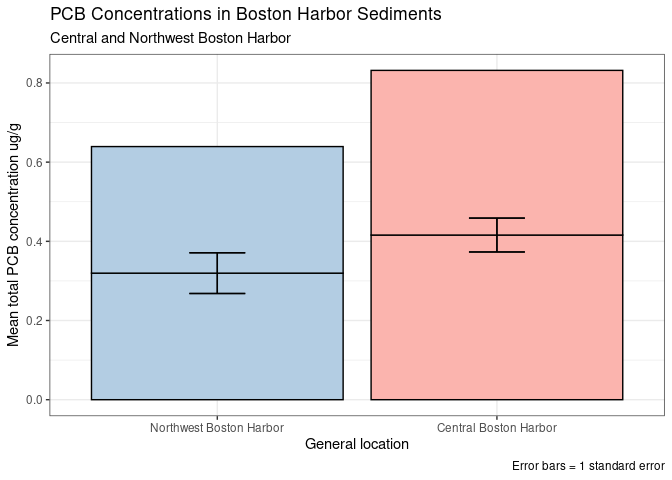 PCB Concentrations in Boston Harbor Sediments
Central and Northwest Boston Harbor
Mean total PCB concentration ug/g
0.8
0.6
0.4
0.2
0.0
Northwest Boston Harbor
Central Boston Harbor
General location
Error bars = 1 standard error